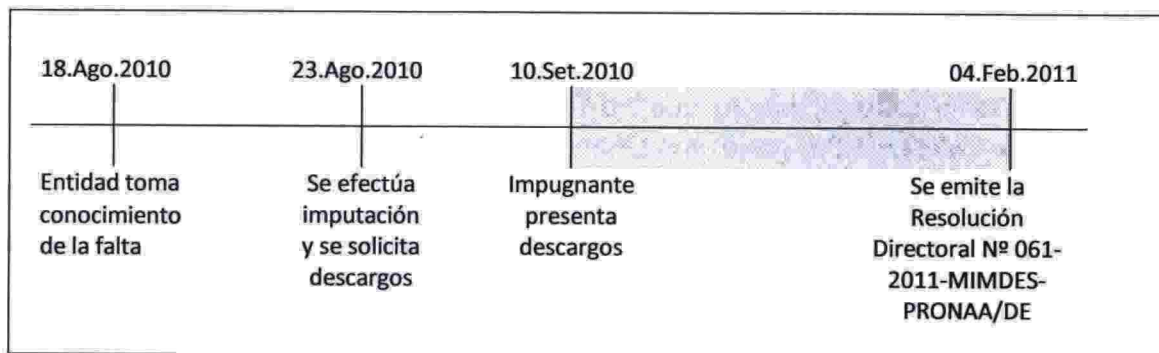 18.Ago.2010
23.Ago.2010
10.Set.2010
04.Feb.2011
Entidad toma
conocimiento
de la falta
Se efectúa
imputación
y se solicita
descargos
Impugnante
presenta
descargos
Se emite la
Resolución
Directoral Nº 061-
2011-MIMDES-
PRONAA/DE